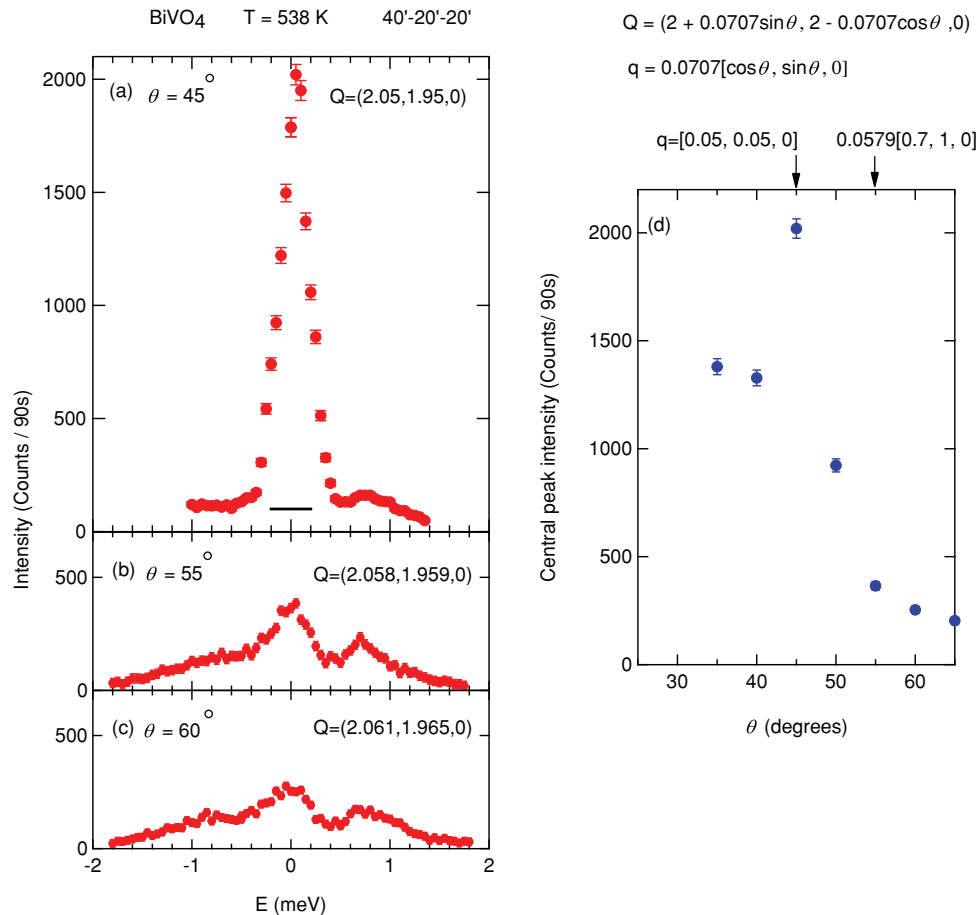 BiVO4 T = 538 K 40'-20'-20'
Q = (2 + 0.0707sinθ, 2 - 0.0707cosθ ,0)
q = 0.0707[cosθ, sinθ, 0]
(a) θ = 45° Q=(2.05,1.95,0)
2000
1500
1000
500
0
Intensity (Counts / 90s)
(b) θ = 55° Q=(2.058,1.959,0)
500
0
(c) θ = 60° Q=(2.061,1.965,0)
500
0
-2 -1 0 1 2
E (meV)
q=[0.05, 0.05, 0] 0.0579[0.7, 1, 0]
(d)
2000
1500
1000
500
0
Central peak intensity (Counts/ 90s)
30 40 50 60
θ (degrees)